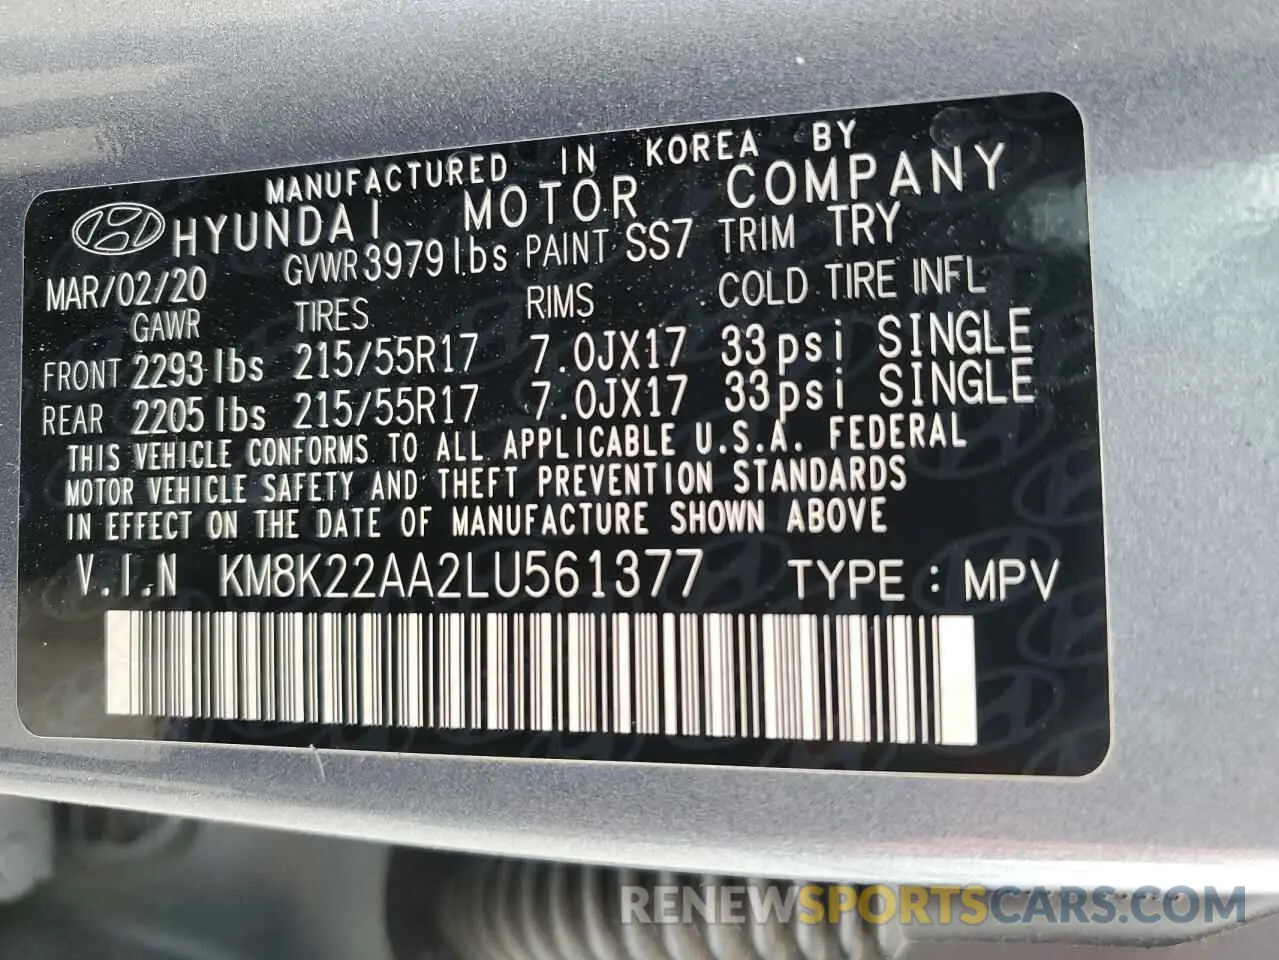 MANUFACTURED IN KOREA BY
HYUNDAI MOTOR COMPANY
MAR/02/20 GVWR 3979 lbs PAINT SS7 TRIM TRY
GAWR TIRES RIMS COLD TIRE INFL
FRONT 2293 lbs 215/55R17 7.0JX17 33psi SINGLE
REAR 2205 lbs 215/55R17 7.0JX17 33psi SINGLE
THIS VEHICLE CONFORMS TO ALL APPLICABLE U.S.A. FEDERAL
MOTOR VEHICLE SAFETY AND THEFT PREVENTION STANDARDS
IN EFFECT ON THE DATE OF MANUFACTURE SHOWN ABOVE
V.I.N KM8K22AA2LU561377 TYPE : MPV
RENEWSPORTSCARS.COM